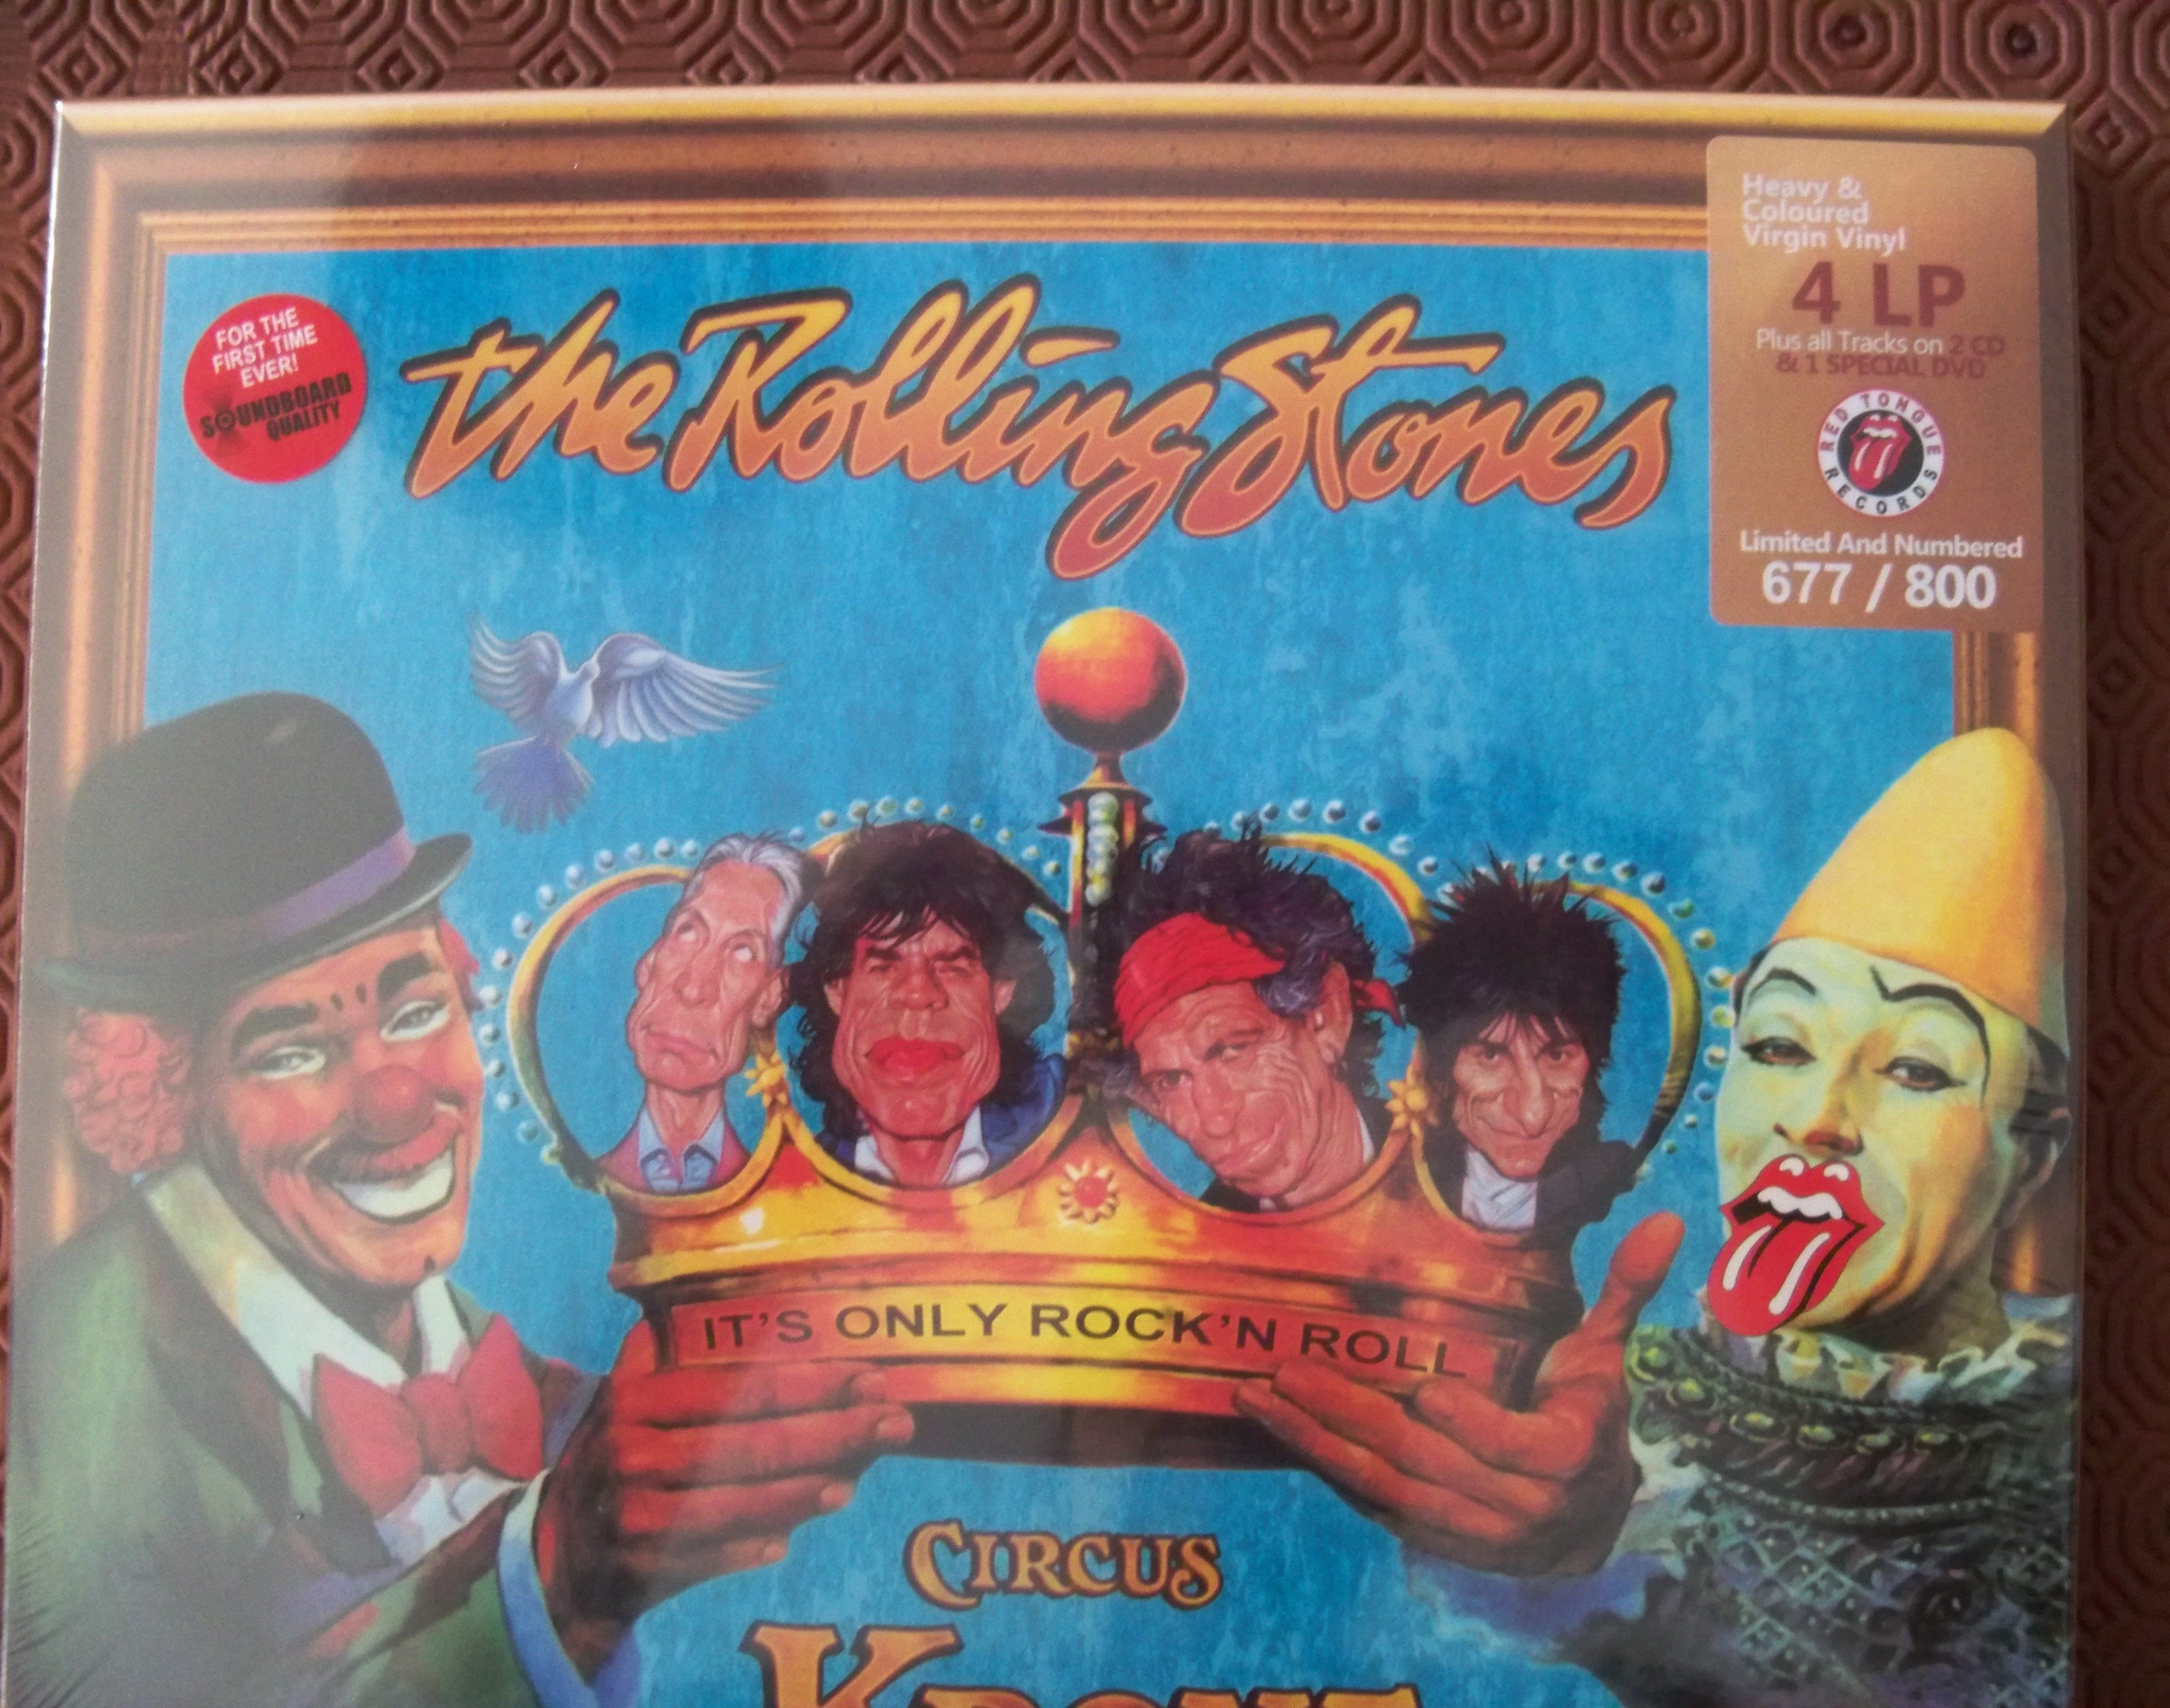 FOR THE
FIRST TIME
EVER!
SOUNDBOARD
QUALITY
the Rolling Stones
Heavy &
Coloured
Virgin Vinyl
4 LP
Plus all Tracks on 2 CD
& 1 SPECIAL DVD
RED TONGUE
RECORDS
Limited And Numbered
677 / 800
IT'S ONLY ROCK'N ROLL
CIRCUS
KRONE